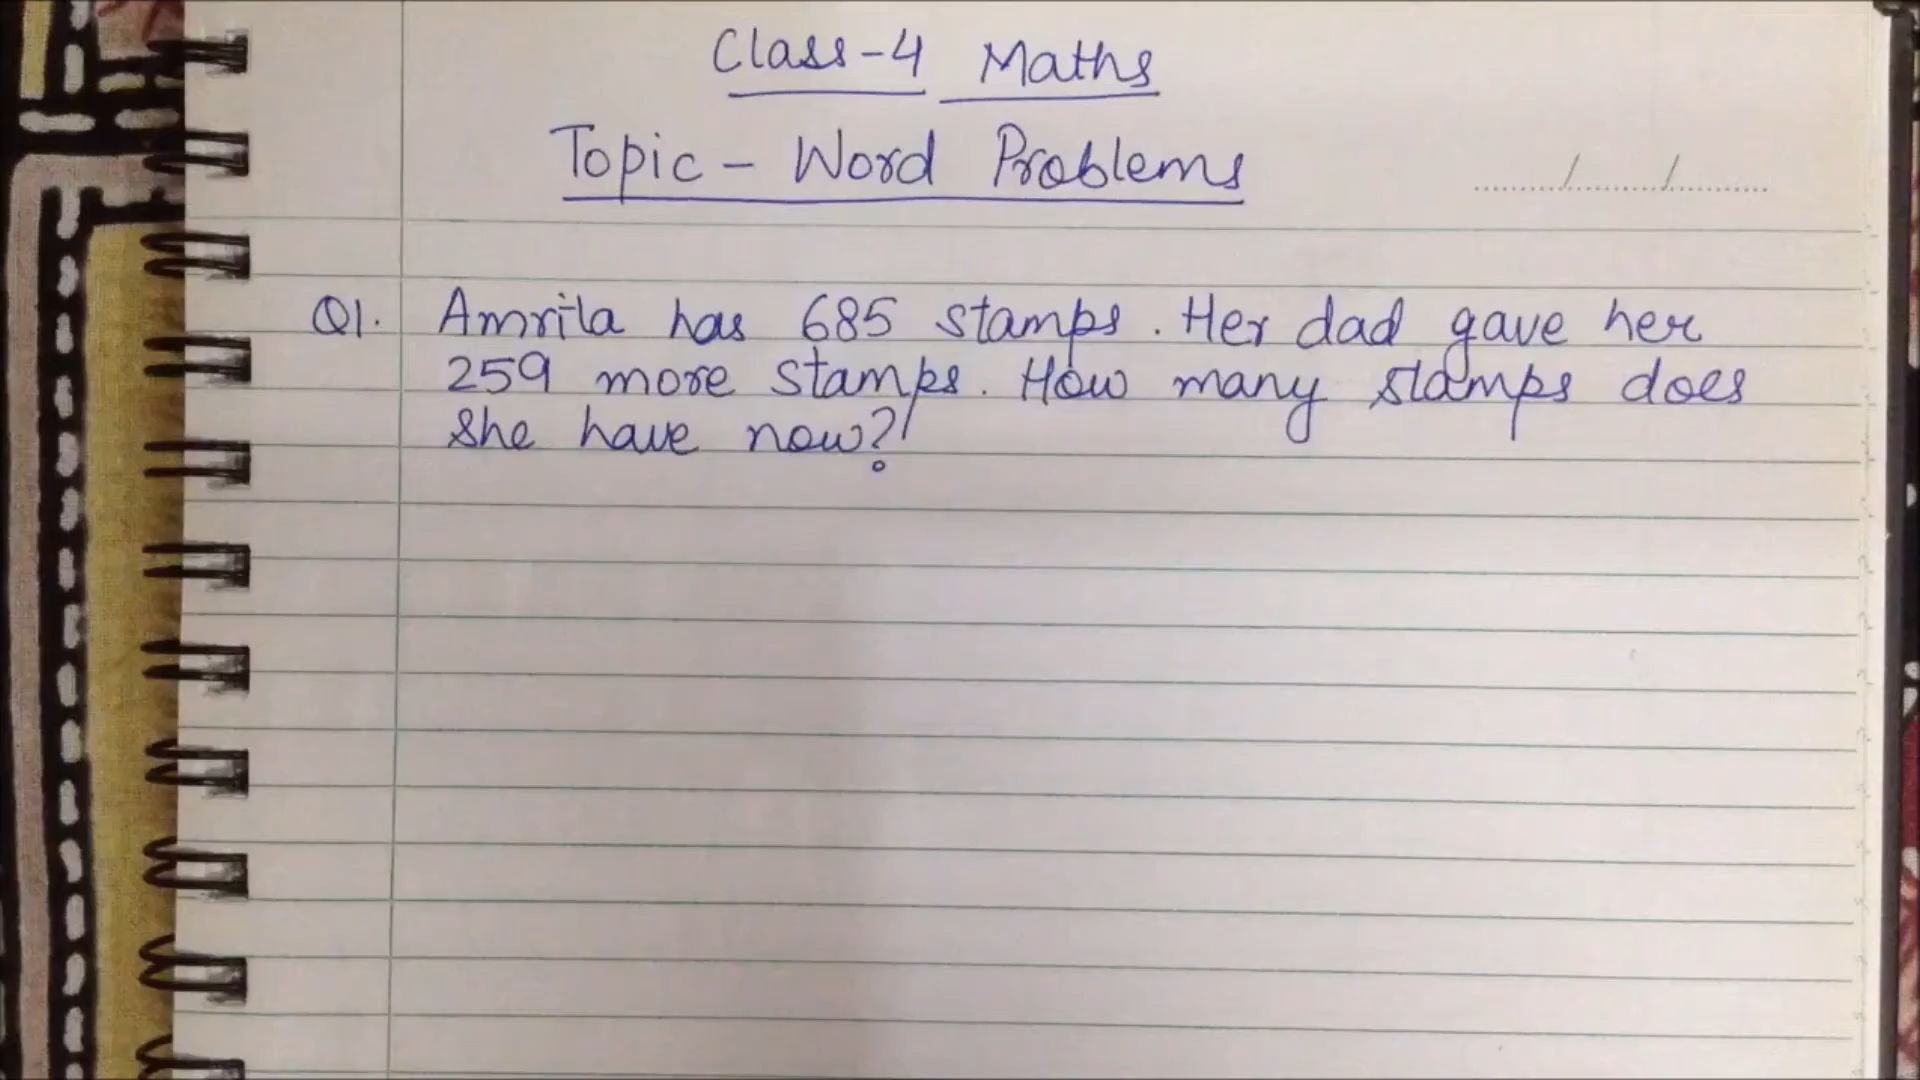 Class-4 Maths
Topic - Word Problems
......../......../........
Q1. Amrita has 685 stamps. Her dad gave her
259 more stamps. How many stamps does
she have now?